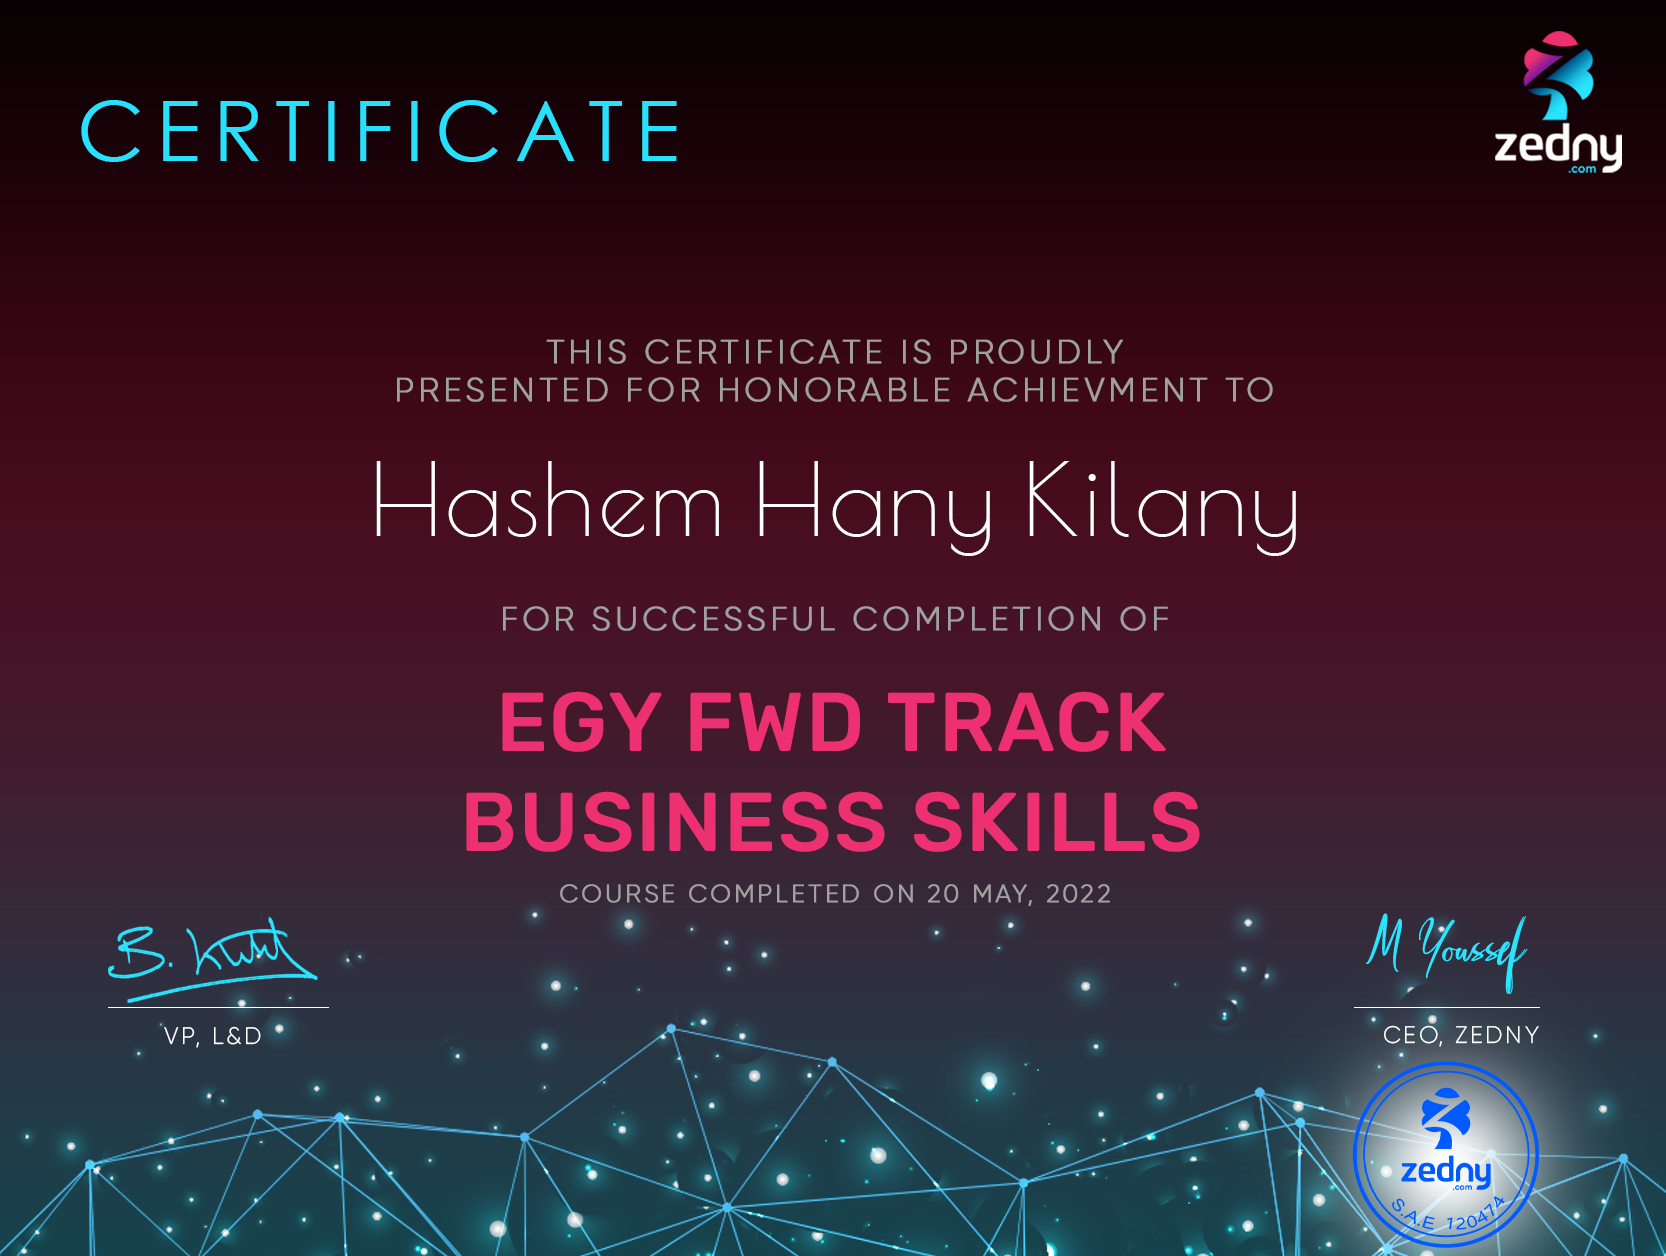 CERTIFICATE
zedny
.com
THIS CERTIFICATE IS PROUDLY
PRESENTED FOR HONORABLE ACHIEVMENT TO
Hashem Hany Kilany
FOR SUCCESSFUL COMPLETION OF
EGY FWD TRACK
BUSINESS SKILLS
COURSE COMPLETED ON 20 MAY, 2022
M Youssef
VP, L&D
CEO, ZEDNY
zedny
.com
S.A.E 120474